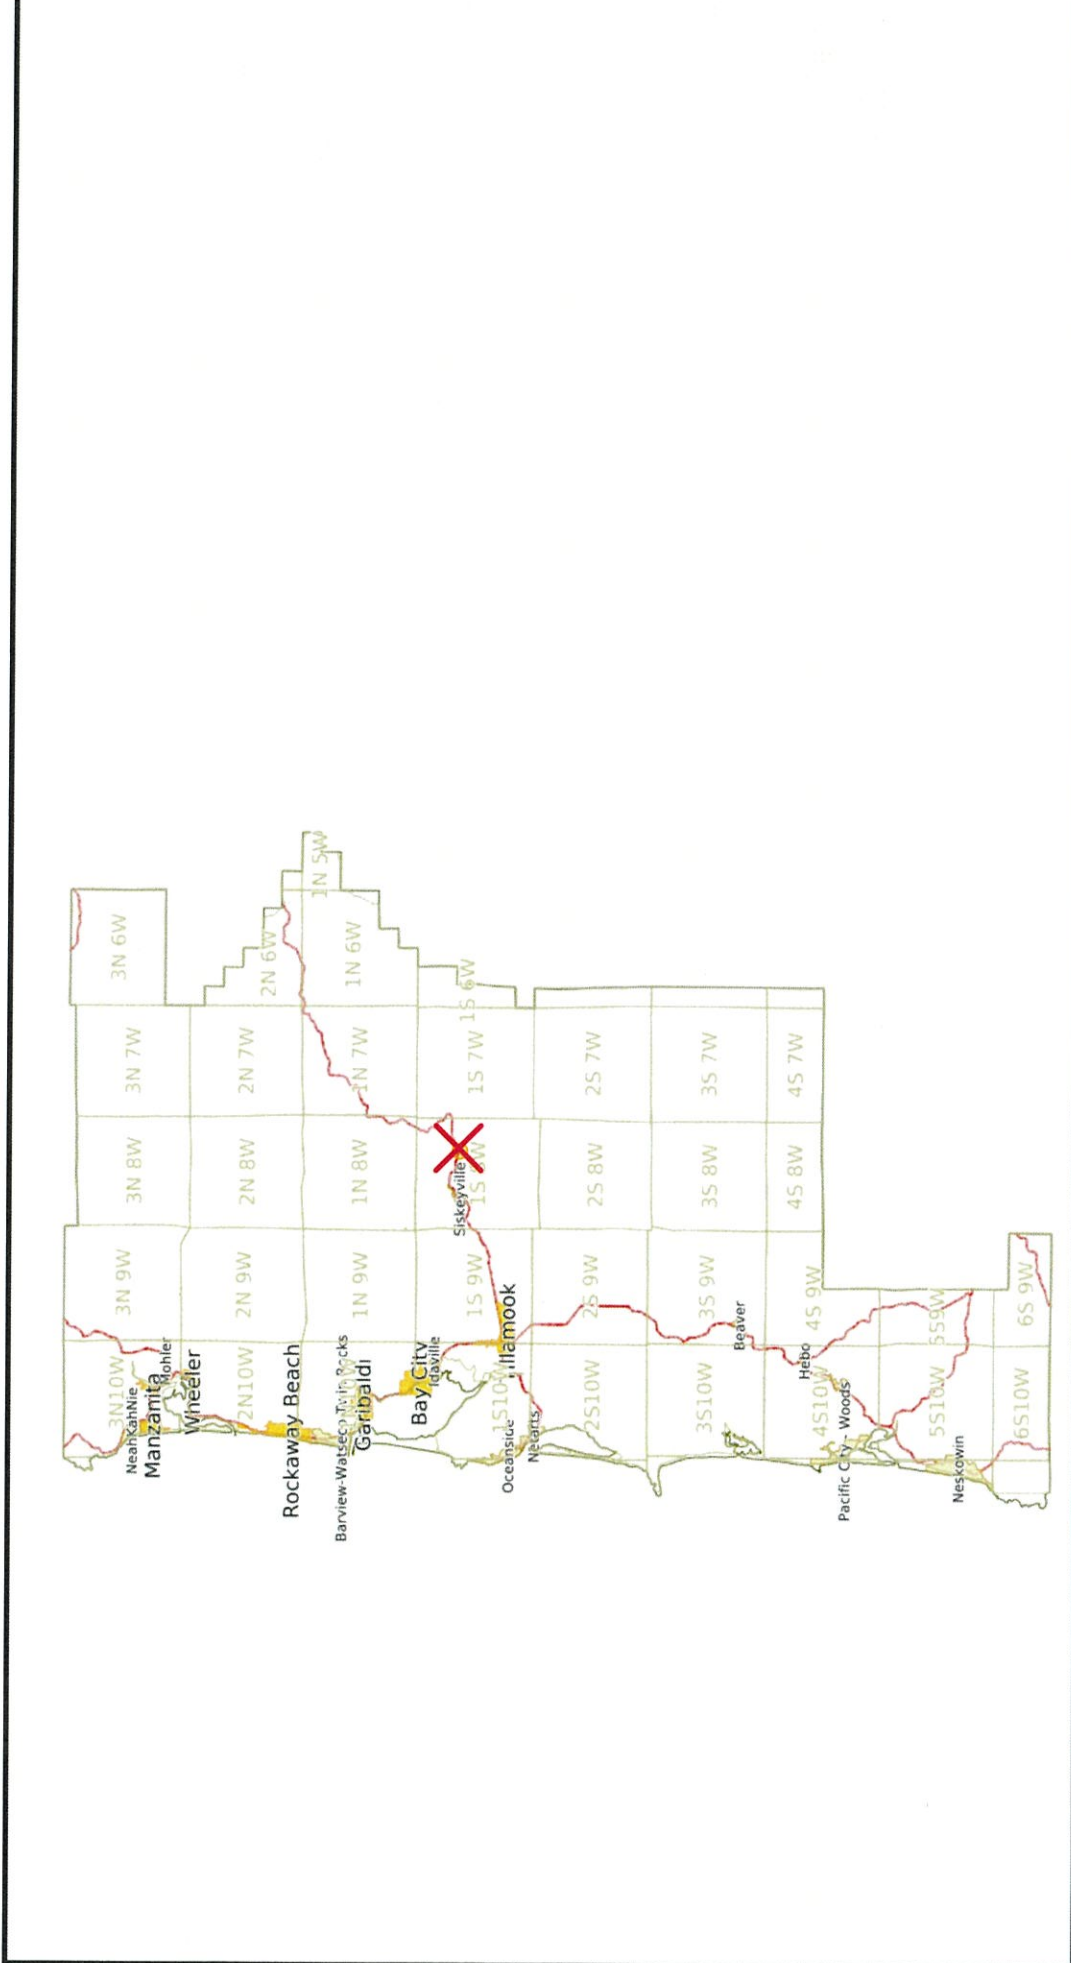 3N10W
3N 9W
3N 8W
3N 7W
3N 6W
NeahKahNie
Manzanita
Mohler
Wheeler
2N10W
2N 9W
2N 8W
2N 7W
2N 6W
Rockaway Beach
1N 5W
Barview-Watseco-Twin Rocks
Garibaldi
1N 9W
1N 8W
1N 7W
1N 6W
Bay City
Idaville
Siskeyville
1S10W
1S 9W
1S 8W
1S 7W
1S 6W
Tillamook
Oceanside
Netarts
2S10W
2S 9W
2S 8W
2S 7W
3S10W
3S 9W
3S 8W
3S 7W
Beaver
Hebo
4S10W
4S 9W
4S 8W
4S 7W
Pacific City - Woods
5S10W
5S9W
Neskowin
6S10W
6S 9W